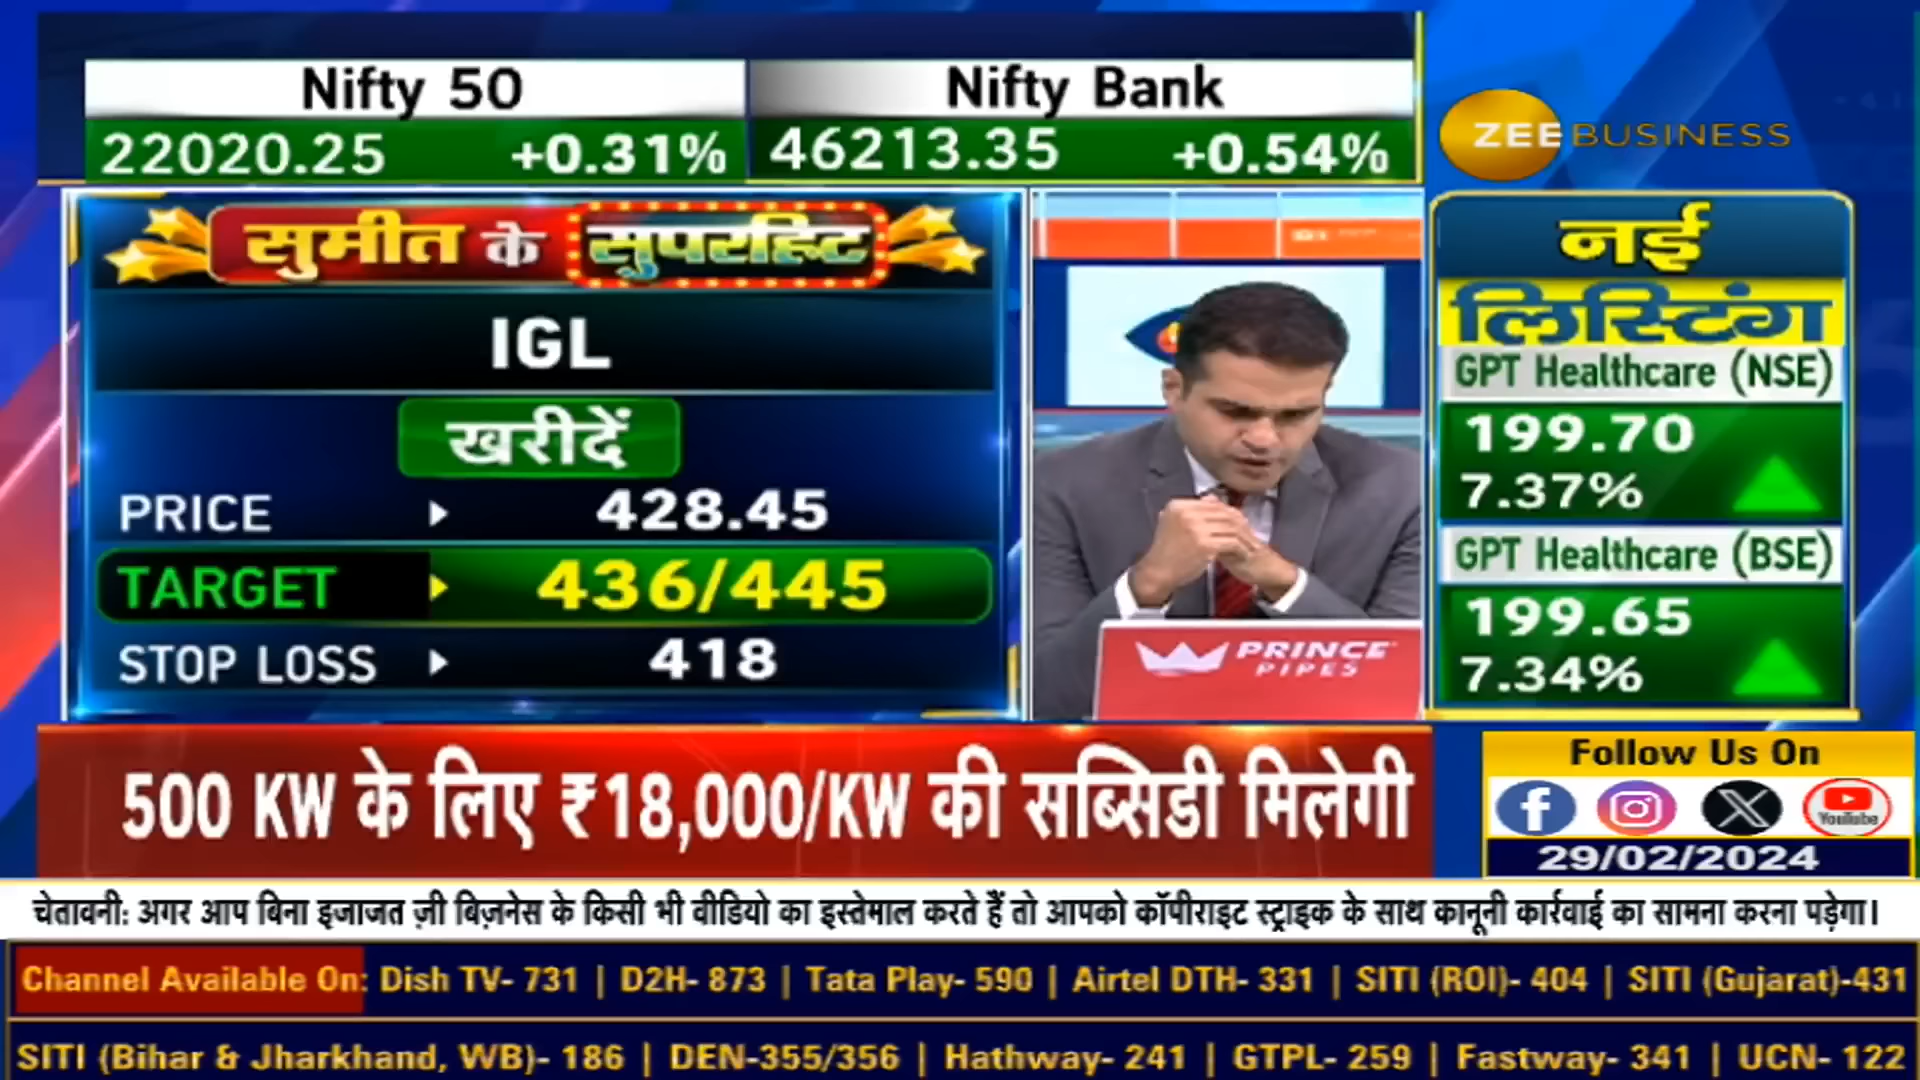 Nifty 50
22020.25 +0.31%
Nifty Bank
46213.35 +0.54%
ZEE BUSINESS
सुमीत के सुपरहिट
IGL
खरीदें
PRICE 428.45
TARGET 436/445
STOP LOSS 418
PRINCE
PIPES
नई
लिस्टिंग
GPT Healthcare (NSE)
199.70
7.37%
GPT Healthcare (BSE)
199.65
7.34%
500 KW के लिए ₹18,000/KW की सब्सिडी मिलेगी
Follow Us On
YouTube
29/02/2024
चेतावनी: अगर आप बिना इजाजत ज़ी बिज़नेस के किसी भी वीडियो का इस्तेमाल करते हैं तो आपको कॉपीराइट स्ट्राइक के साथ कानूनी कार्रवाई का सामना करना पड़ेगा।
Channel Available On: Dish TV- 731 | D2H- 873 | Tata Play- 590 | Airtel DTH- 331 | SITI (ROI)- 404 | SITI (Gujarat)-431
SITI (Bihar & Jharkhand, WB)- 186 | DEN-355/356 | Hathway- 241 | GTPL- 259 | Fastway- 341 | UCN- 122